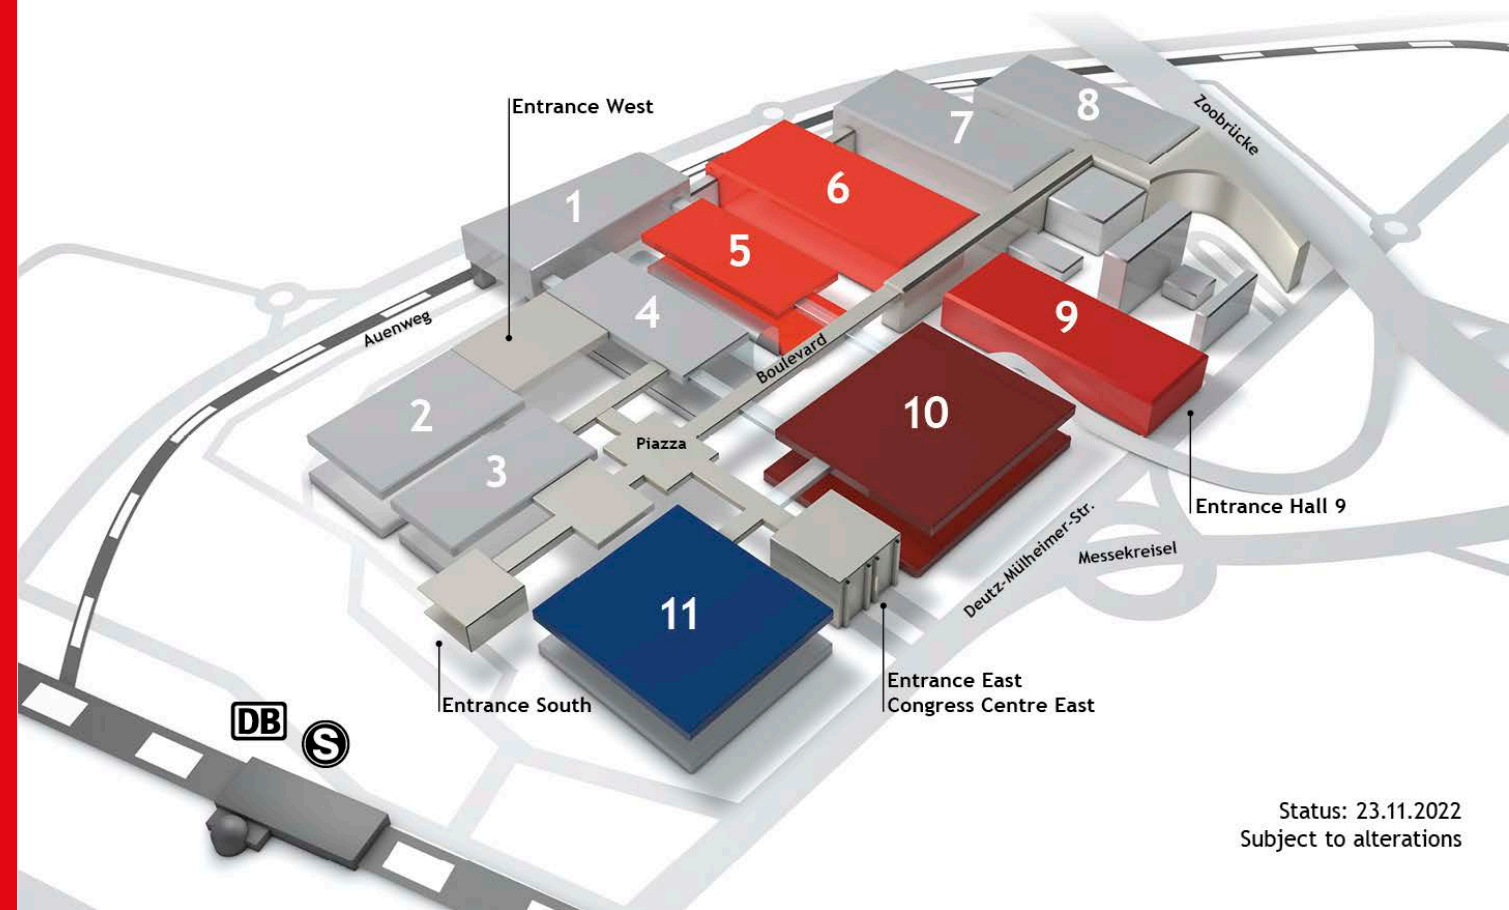 Zoobrücke
8
7
Entrance West
6
1
5
4
9
Auenweg
Boulevard
2
10
Piazza
3
Entrance Hall 9
Deutz-Mülheimer-Str.
Messekreisel
11
Entrance South
Entrance East
Congress Centre East
DB
S
Status: 23.11.2022
Subject to alterations